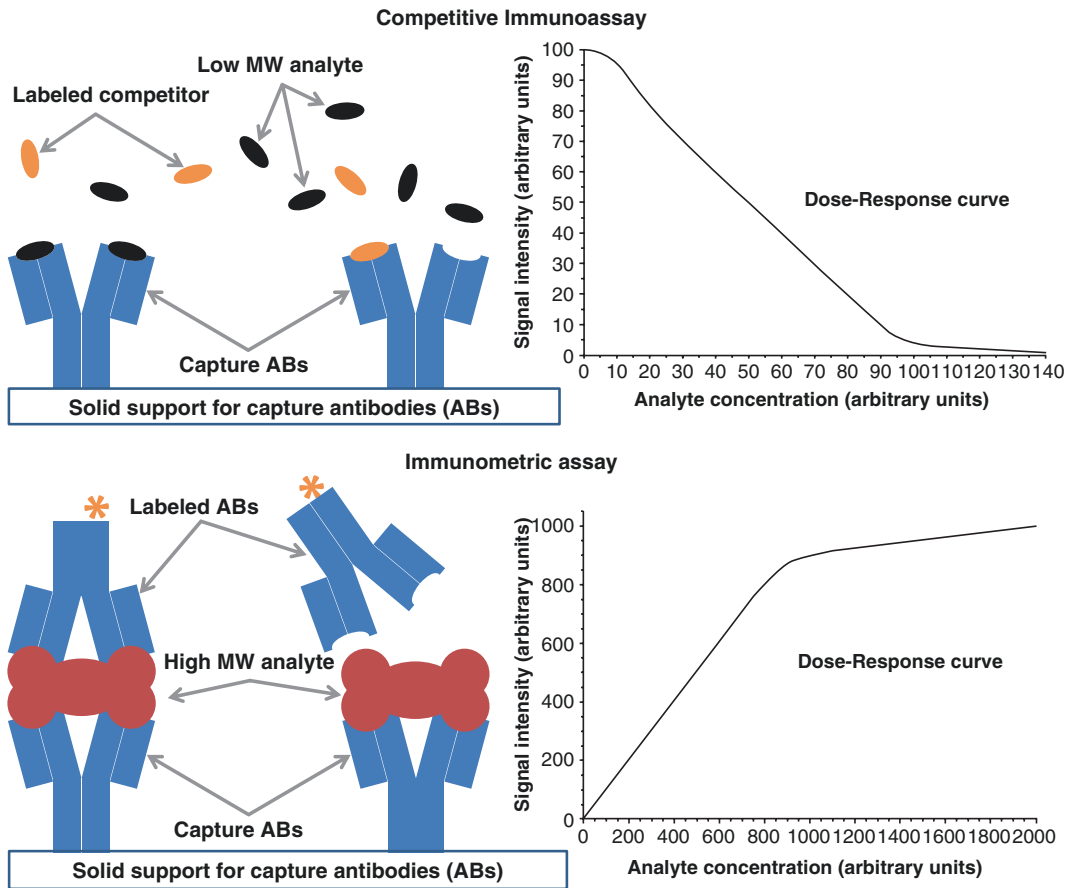 Competitive Immunoassay
Low MW analyte
Labeled competitor
Capture ABs
Solid support for capture antibodies (ABs)
Signal intensity (arbitrary units)
100
90
80
70
60
50
40
30
20
10
0
Dose-Response curve
0 10 20 30 40 50 60 70 80 90 100 110 120 130 140
Analyte concentration (arbitrary units)
Immunometric assay
Labeled ABs
High MW analyte
Capture ABs
Solid support for capture antibodies (ABs)
Signal intensity (arbitrary units)
1000
800
600
400
200
0
Dose-Response curve
0 200 400 600 800 1000 1200 1400 1600 1800 2000
Analyte concentration (arbitrary units)